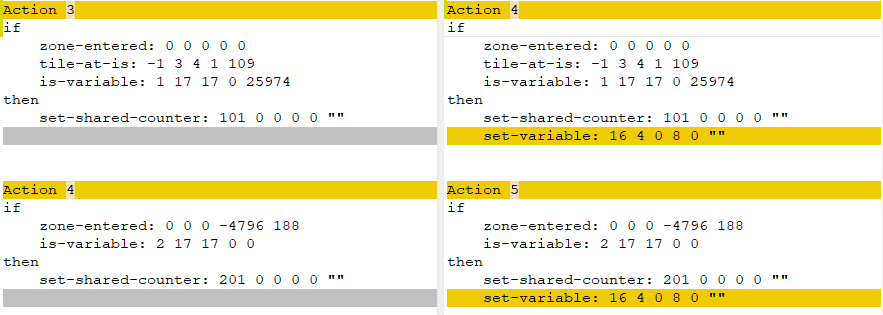 Action 3
if
zone-entered: 0 0 0 0 0
tile-at-is: -1 3 4 1 109
is-variable: 1 17 17 0 25974
then
set-shared-counter: 101 0 0 0 0 ""
Action 4
if
zone-entered: 0 0 0 -4796 188
is-variable: 2 17 17 0 0
then
set-shared-counter: 201 0 0 0 0 ""
Action 4
if
zone-entered: 0 0 0 0 0
tile-at-is: -1 3 4 1 109
is-variable: 1 17 17 0 25974
then
set-shared-counter: 101 0 0 0 0 ""
set-variable: 16 4 0 8 0 ""
Action 5
if
zone-entered: 0 0 0 -4796 188
is-variable: 2 17 17 0 0
then
set-shared-counter: 201 0 0 0 0 ""
set-variable: 16 4 0 8 0 ""